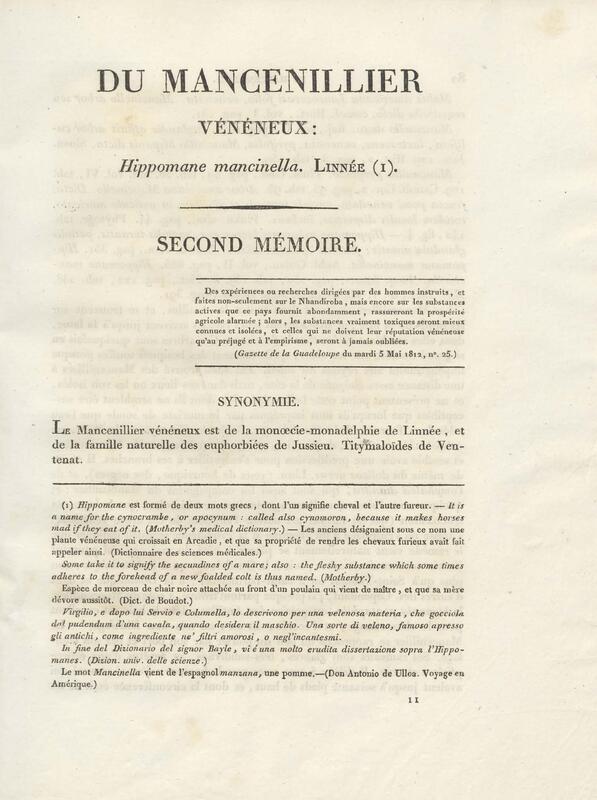 DU MANCENILLIER
VÉNÉNEUX:
Hippomane mancinella. LINNÉE (1).
SECOND MÉMOIRE.
Des expériences ou recherches dirigées par des hommes instruits, et
faites non-seulement sur le Nhandiroba, mais encore sur les substances
actives que ce pays fournit abondamment, rassureront la prospérité
agricole alarmée; alors, les substances vraiment toxiques seront mieux
connues et isolées, et celles qui ne doivent leur réputation vénéneuse
qu'au préjugé et à l'empirisme, seront à jamais oubliées.
(Gazette de la Guadeloupe du mardi 5 Mai 1812, n°. 25.)
SYNONYMIE.
LE Mancenillier vénéneux est de la monœcie-monadelphie de Linnée, et
de la famille naturelle des euphorbiées de Jussieu. Titymaloïdes de Ven-
tenat.
(1) Hippomane est formé de deux mots grecs, dont l'un signifie cheval et l'autre fureur. — It is
a name for the cynocrambe, or apocynum: called also cynomoron, because it makes horses
mad if they eat of it. (Motherby's medical dictionary.) — Les anciens désignaient sous ce nom une
plante vénéneuse qui croissait en Arcadie, et que sa propriété de rendre les chevaux furieux avait fait
appeler ainsi. (Dictionnaire des sciences médicales.)
Some take it to signify the secundines of a mare; also: the fleshy substance which some times
adheres to the forehead of a new foalded colt is thus named. (Motherby.)
Espèce de morceau de chair noire attachée au front d'un poulain qui vient de naître, et que sa mère
dévore aussitôt. (Dict. de Boudot.)
Virgilio, e dopo lui Servio e Columella, lo descrivono per una velenosa materia, che gocciola
dal pudendum d'una cavala, quando desidera il maschio. Una sorte di veleno, famoso apresso
gli antichi, come ingrediente ne' filtri amorosi, o negl'incantesmi.
In fine del Dizionario del signor Bayle, vi é una molto erudita dissertazione sopra l'Hippo-
manes. (Dizion. univ. delle scienze.)
Le mot Mancinella vient de l'espagnol manzana, une pomme.—(Don Antonio de Ulloa. Voyage en
Amérique.)
11